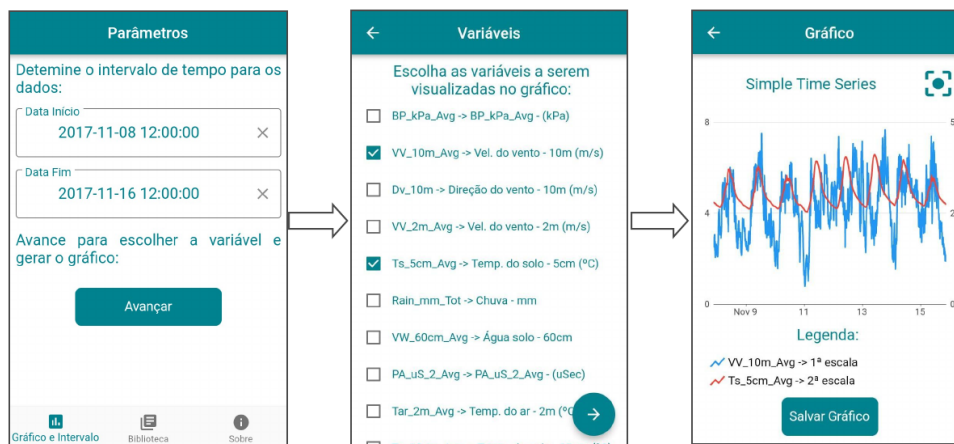 Parâmetros
Detemine o intervalo de tempo para os
dados:
Data Início
2017-11-08 12:00:00
Data Fim
2017-11-16 12:00:00
Avance para escolher a variável e
gerar o gráfico:
Avançar
Gráfico e Intervalo
Biblioteca
Sobre
Variáveis
Escolha as variáveis a serem
visualizadas no gráfico:
BP_kPa_Avg -> BP_kPa_Avg - (kPa)
VV_10m_Avg -> Vel. do vento - 10m (m/s)
Dv_10m -> Direção do vento - 10m (m/s)
VV_2m_Avg -> Vel. do vento - 2m (m/s)
Ts_5cm_Avg -> Temp. do solo - 5cm (ºC)
Rain_mm_Tot -> Chuva - mm
VW_60cm_Avg -> Água solo - 60cm
PA_uS_2_Avg -> PA_uS_2_Avg - (uSec)
Tar_2m_Avg -> Temp. do ar - 2m (ºC
Gráfico
Simple Time Series
8
5
4
2
0
0
Nov 9
11
13
15
Legenda:
VV_10m_Avg -> 1ª escala
Ts_5cm_Avg -> 2ª escala
Salvar Gráfico